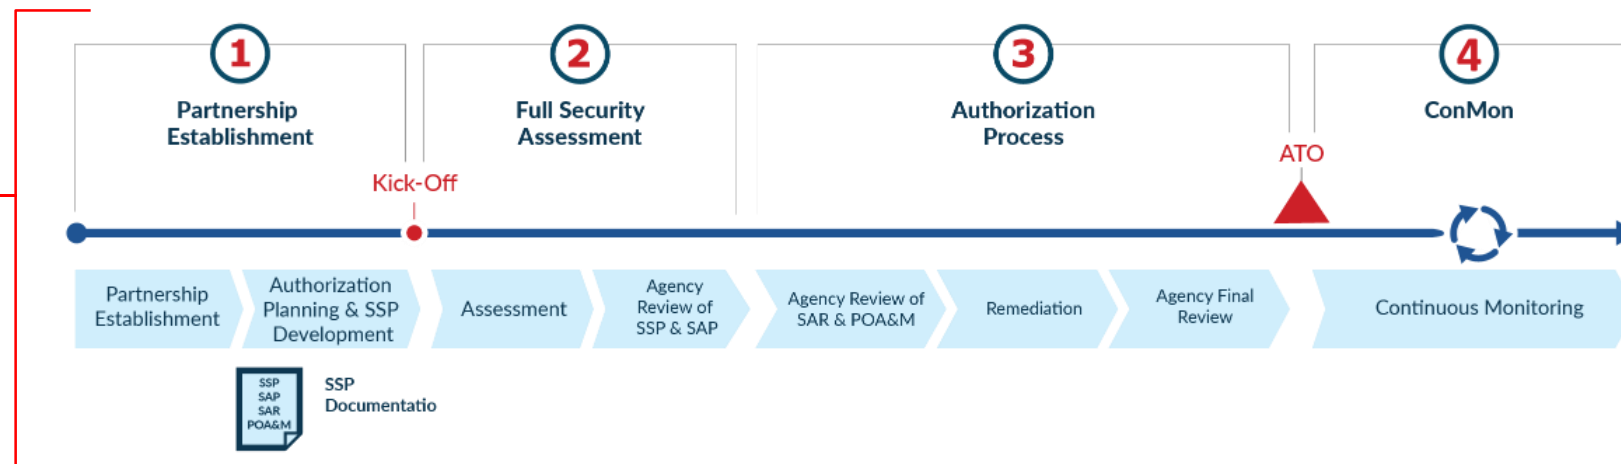 1
Partnership
Establishment
2
Full Security
Assessment
3
Authorization
Process
4
ConMon
Kick-Off
ATO
Partnership
Establishment
Authorization
Planning & SSP
Development
Assessment
Agency
Review of
SSP & SAP
Agency Review of
SAR & POA&M
Remediation
Agency Final
Review
Continuous Monitoring
SSP
SAP
SAR
POA&M
SSP
Documentatio